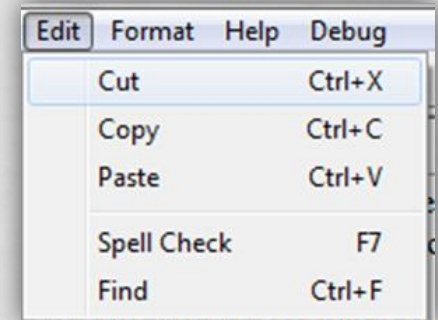 Edit Format Help Debug
Cut Ctrl+X
Copy Ctrl+C
Paste Ctrl+V
Spell Check F7
Find Ctrl+F